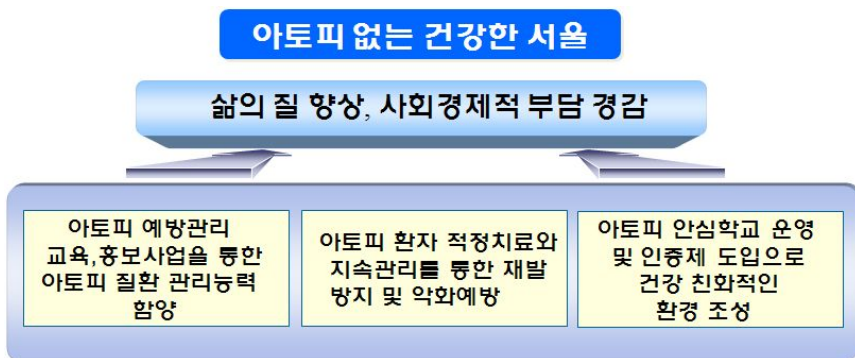 아토피 없는 건강한 서울
삶의 질 향상, 사회경제적 부담 경감
아토피 예방관리
교육,홍보사업을 통한
아토피 질환 관리능력
함양
아토피 환자 적정치료와
지속관리를 통한 재발
방지 및 악화예방
아토피 안심학교 운영
및 인증제 도입으로
건강 친화적인
환경 조성